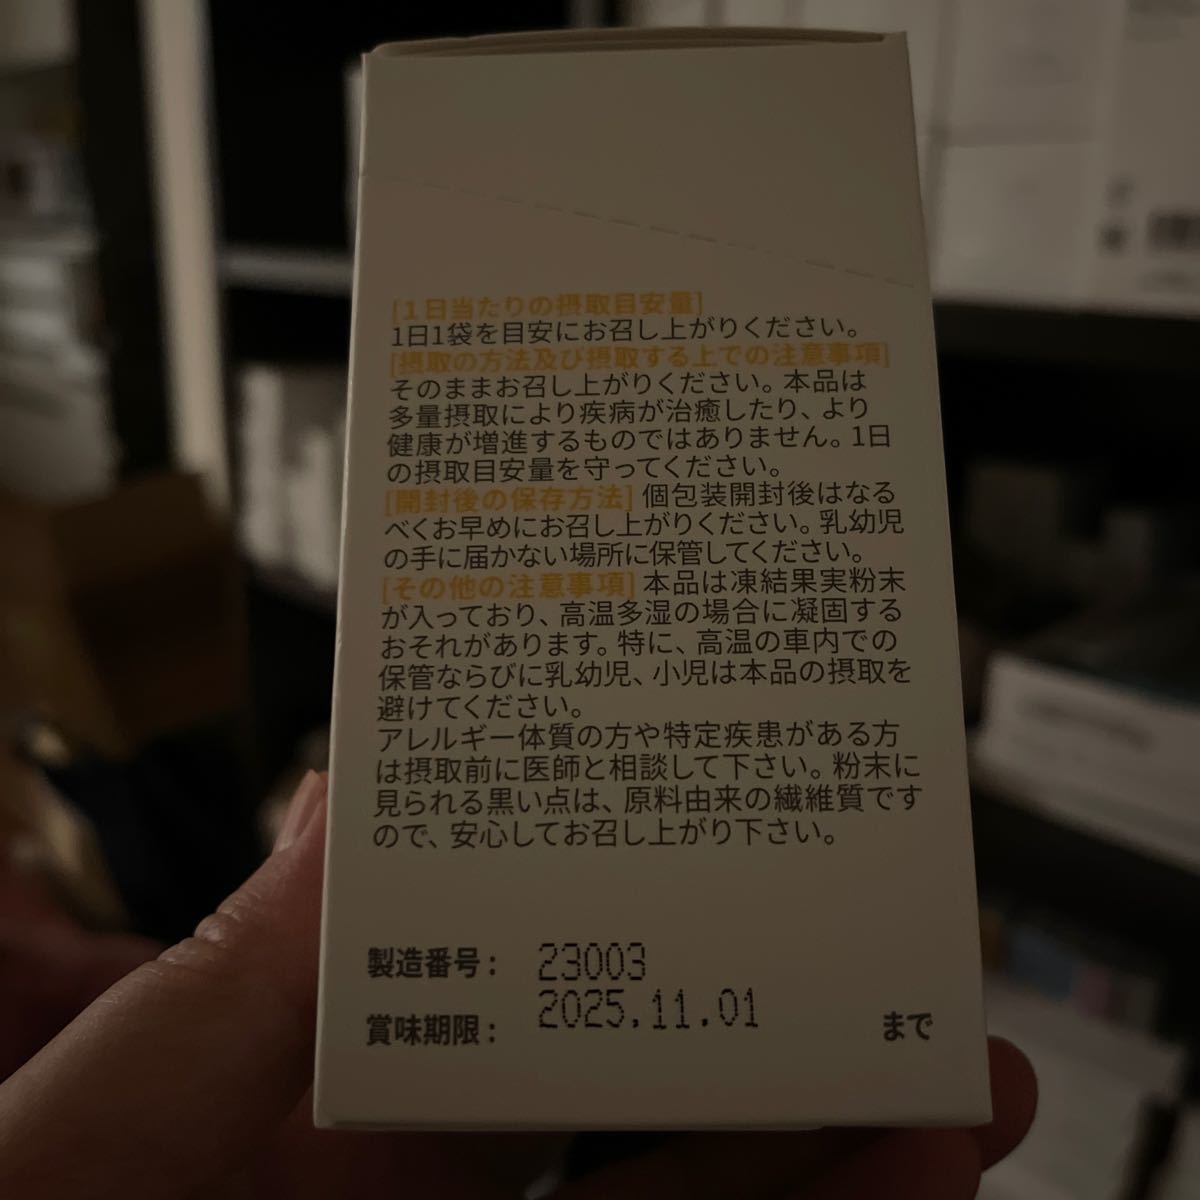 [1日当たりの摂取目安量]
1日1袋を目安にお召し上がりください。
[摂取の方法及び摂取する上での注意事項]
そのままお召し上がりください。本品は
多量摂取により疾病が治癒したり、より
健康が増進するものではありません。1日
の摂取目安量を守ってください。
[開封後の保存方法] 個包装開封後はなる
べくお早めにお召し上がりください。乳幼児
の手に届かない場所に保管してください。
[その他の注意事項] 本品は凍結果実粉末
が入っており、高温多湿の場合に凝固する
おそれがあります。特に、高温の車内での
保管ならびに乳幼児、小児は本品の摂取を
避けてください。
アレルギー体質の方や特定疾患がある方
は摂取前に医師と相談して下さい。粉末に
見られる黒い点は、原料由来の繊維質です
ので、安心してお召し上がり下さい。
製造番号: 23003
賞味期限: 2025.11.01 まで